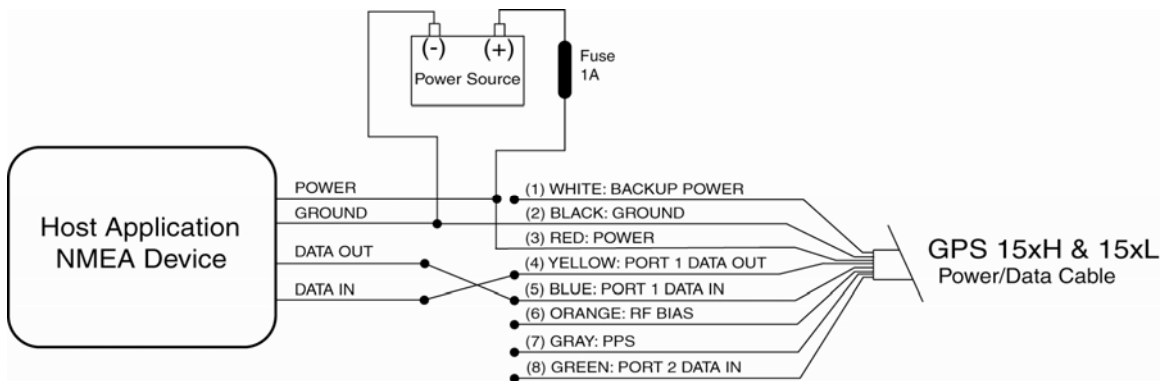 (-) (+)
Power Source
Fuse
1A
Host Application
NMEA Device
POWER
GROUND
DATA OUT
DATA IN
(1) WHITE: BACKUP POWER
(2) BLACK: GROUND
(3) RED: POWER
(4) YELLOW: PORT 1 DATA OUT
(5) BLUE: PORT 1 DATA IN
(6) ORANGE: RF BIAS
(7) GRAY: PPS
(8) GREEN: PORT 2 DATA IN
GPS 15xH & 15xL
Power/Data Cable